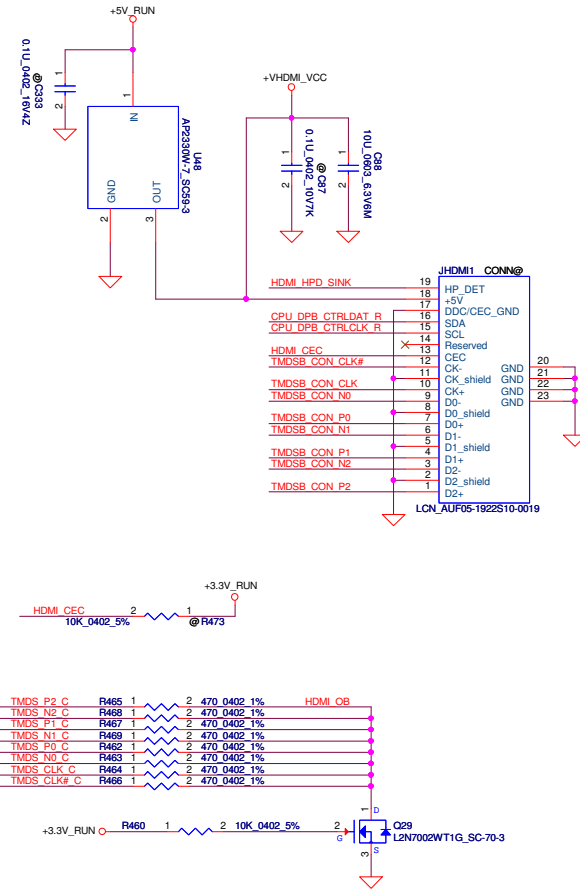 +5V_RUN
1
2
@ C333
0.1U_0402_16V4Z
1
IN
GND
OUT
2
3
U48
AP2330W-7_SC59-3
+VHDMI_VCC
1
2
@ C87
0.1U_0402_10V7K
1
2
C88
10U_0603_6.3V6M
JHDMI1 CONN@
HDMI_HPD_SINK 19 HP_DET
18 +5V
17 DDC/CEC_GND
CPU_DPB_CTRLDAT_R 16 SDA
CPU_DPB_CTRLCLK_R 15 SCL
14 Reserved
HDMI_CEC 13 CEC
TMDSB_CON_CLK# 12 CK- GND 20
11 CK_shield GND 21
TMDSB_CON_CLK 10 CK+ GND 22
TMDSB_CON_N0 9 D0- GND 23
8 D0_shield
TMDSB_CON_P0 7 D0+
TMDSB_CON_N1 6 D1-
5 D1_shield
TMDSB_CON_P1 4 D1+
TMDSB_CON_N2 3 D2-
2 D2_shield
TMDSB_CON_P2 1 D2+
LCN_AUF05-1922S10-0019
+3.3V_RUN
HDMI_CEC 2 1
10K_0402_5% @ R473
TMDS_P2_C R465 1 2 470_0402_1% HDMI_OB
TMDS_N2_C R468 1 2 470_0402_1%
TMDS_P1_C R467 1 2 470_0402_1%
TMDS_N1_C R469 1 2 470_0402_1%
TMDS_P0_C R462 1 2 470_0402_1%
TMDS_N0_C R463 1 2 470_0402_1%
TMDS_CLK_C R464 1 2 470_0402_1%
TMDS_CLK#_C R466 1 2 470_0402_1%
1 D
+3.3V_RUN R460 1 2 10K_0402_5% 2 G Q29
L2N7002WT1G_SC-70-3
3 S